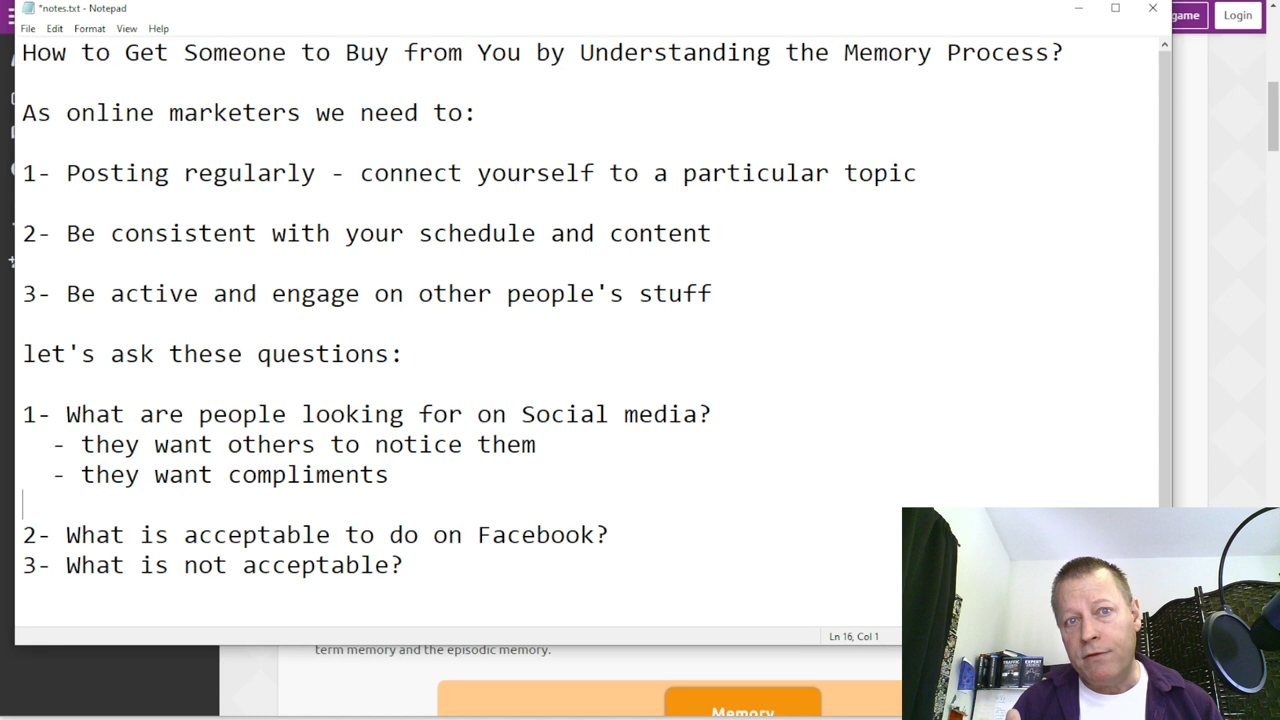 *notes.txt - Notepad
game
Login
File Edit Format View Help
How to Get Someone to Buy from You by Understanding the Memory Process?
As online marketers we need to:
1- Posting regularly - connect yourself to a particular topic
2- Be consistent with your schedule and content
3- Be active and engage on other people's stuff
let's ask these questions:
1- What are people looking for on Social media?
- they want others to notice them
- they want compliments
2- What is acceptable to do on Facebook?
3- What is not acceptable?
Ln 16, Col 1
term memory and the episodic memory.
Memory
TRAFFIC
EXPERT